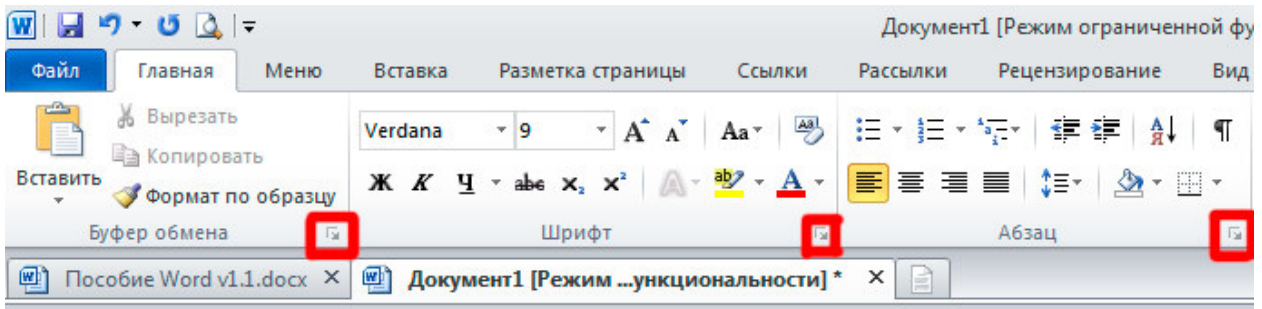 Документ1 [Режим ограниченной фу
Файл Главная Меню Вставка Разметка страницы Ссылки Рассылки Рецензирование Вид
Вырезать
Копировать
Вставить
Формат по образцу
Verdana 9 Aa
Ж К Ч abc x₂ x²
Буфер обмена Шрифт Абзац
Пособие Word v1.1.docx Документ1 [Режим ...ункциональности] *